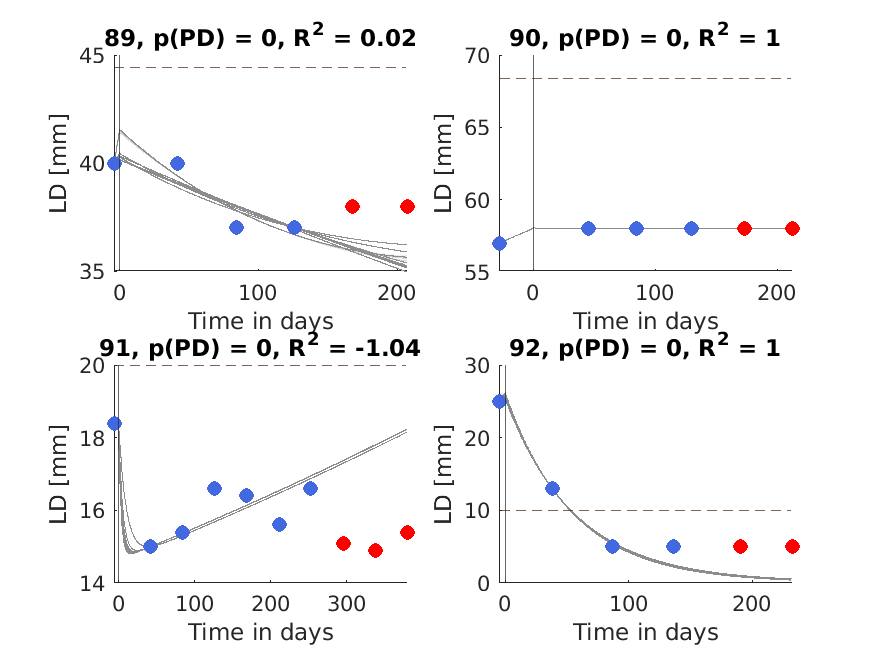 89, p(PD) = 0, R² = 0.02
45
40
35
LD [mm]
0
100
200
Time in days
90, p(PD) = 0, R² = 1
70
65
60
55
LD [mm]
0
100
200
Time in days
91, p(PD) = 0, R² = -1.04
20
18
16
14
LD [mm]
0
100
200
300
Time in days
92, p(PD) = 0, R² = 1
30
20
10
0
LD [mm]
0
100
200
Time in days